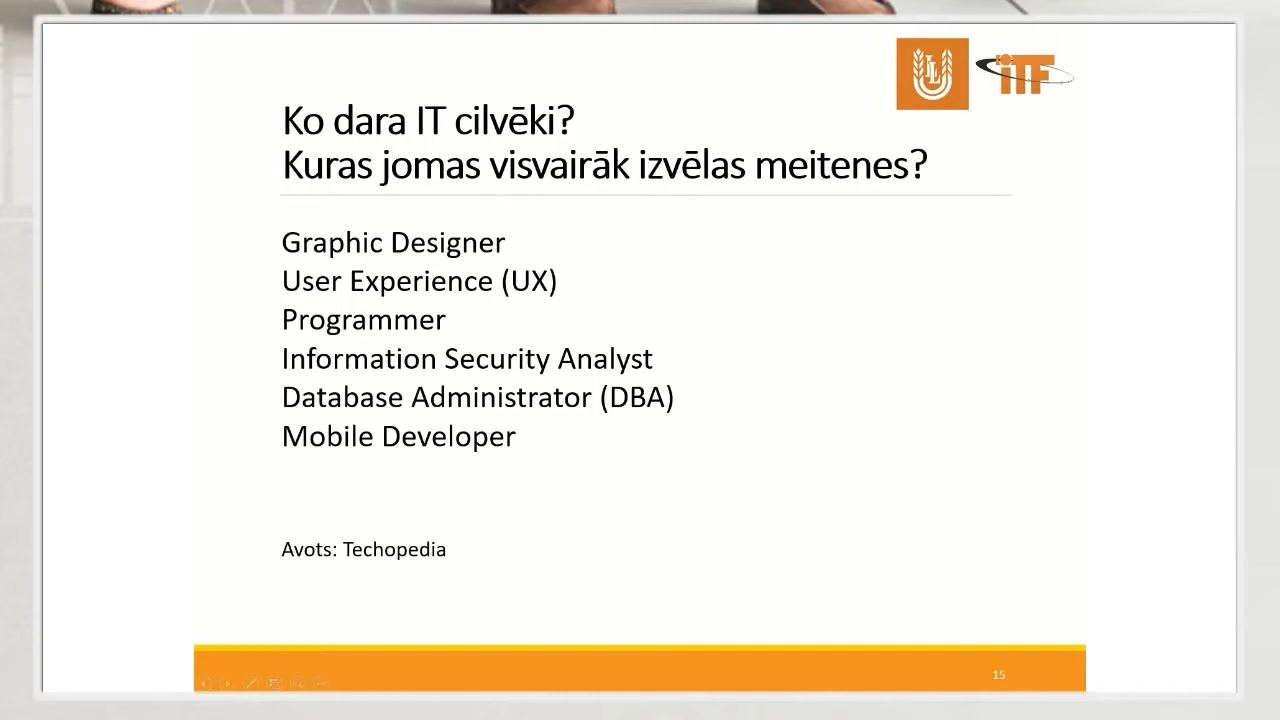 iTF
Ko dara IT cilvēki?
Kuras jomas visvairāk izvēlas meitenes?
Graphic Designer
User Experience (UX)
Programmer
Information Security Analyst
Database Administrator (DBA)
Mobile Developer
Avots: Techopedia
15